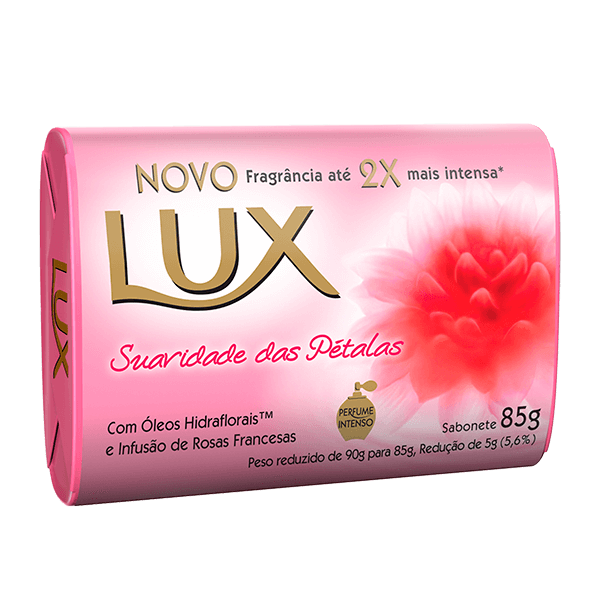 NOVO Fragrância até 2X mais intensa*
LUX
LUX
Suavidade das Pétalas
Com Óleos Hidraflorais™
e Infusão de Rosas Francesas
PERFUME
INTENSO
Sabonete 85g
Peso reduzido de 90g para 85g, Redução de 5g (5,6%)